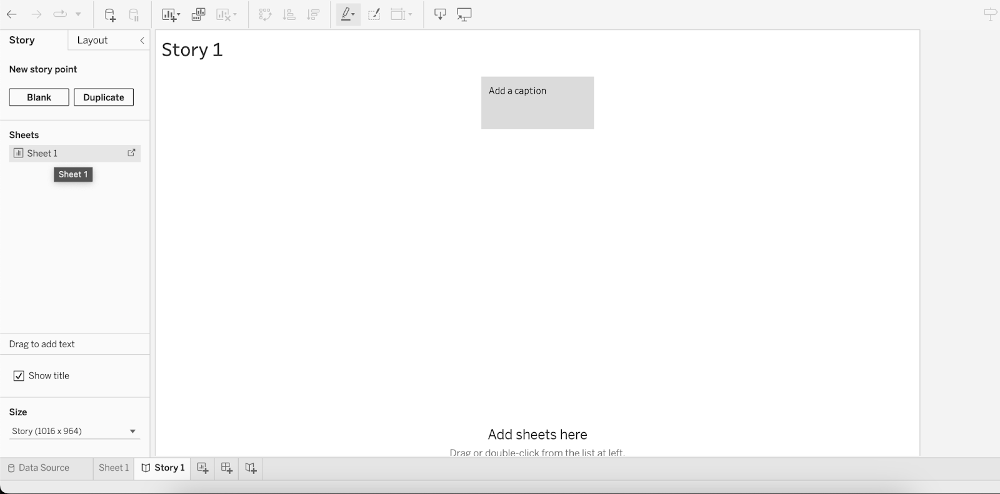 Story
Layout
New story point
Blank
Duplicate
Sheets
Sheet 1
Sheet 1
Drag to add text
Show title
Size
Story (1016 x 964)
Story 1
Add a caption
Add sheets here
Drag or double-click from the list at left.
Data Source
Sheet 1
Story 1